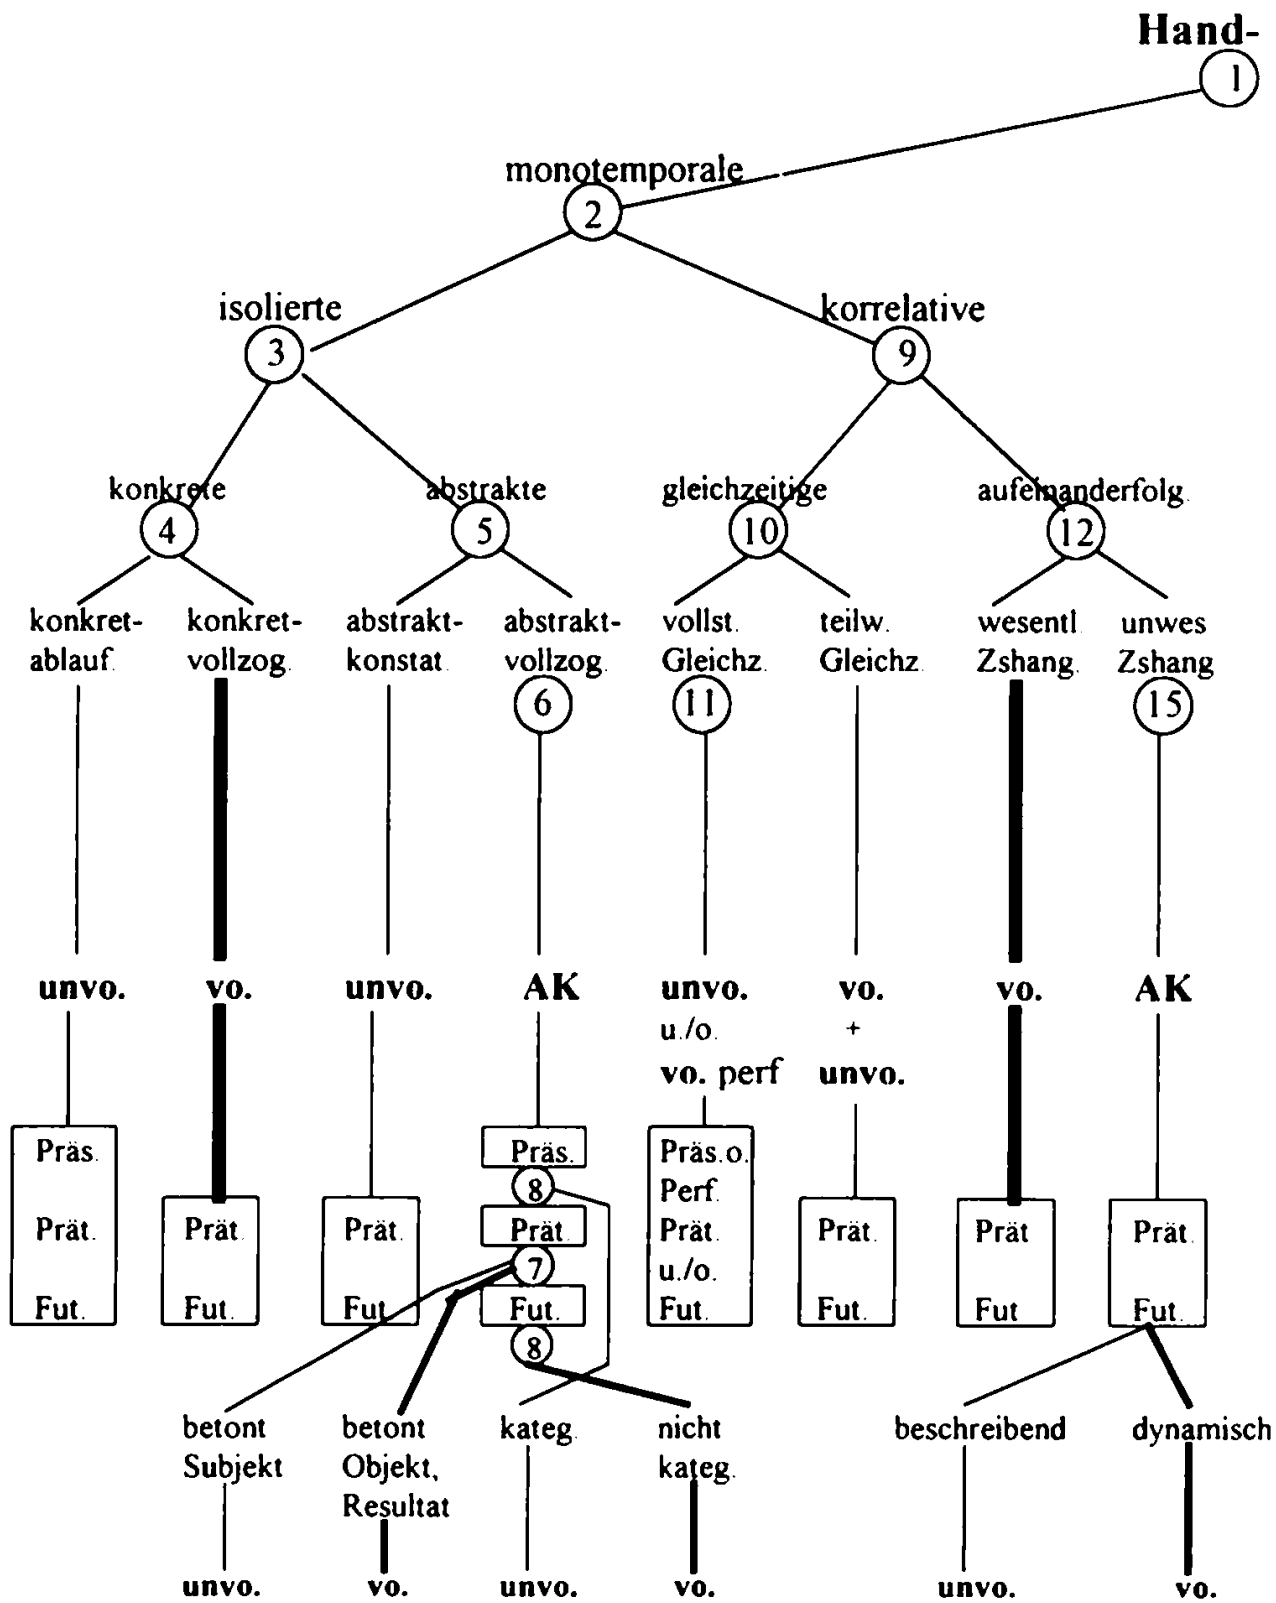 Hand-
1
monotemporale
2
isolierte korrelative
3 9
konkrete abstrakte gleichzeitige aufeinanderfolg.
4 5 10 12
konkret- konkret- abstrakt- abstrakt- vollst. teilw. wesentl. unwes
ablauf. vollzog. konstat. vollzog. Gleichz. Gleichz. Zshang. Zshang
6 11 15
unvo. vo. unvo. AK unvo. vo. vo. AK
u./o. +
vo. perf unvo.
Präs. Präs. Präs.o.
8 Perf.
Prät. Prät. Prät. Prät. Prät. Prät. Prät Prät.
7 u./o.
Fut. Fut. Fut. Fut. Fut. Fut. Fut Fut.
8
betont betont kateg. nicht beschreibend dynamisch
Subjekt Objekt, kateg.
Resultat
unvo. vo. unvo. vo. unvo. vo.